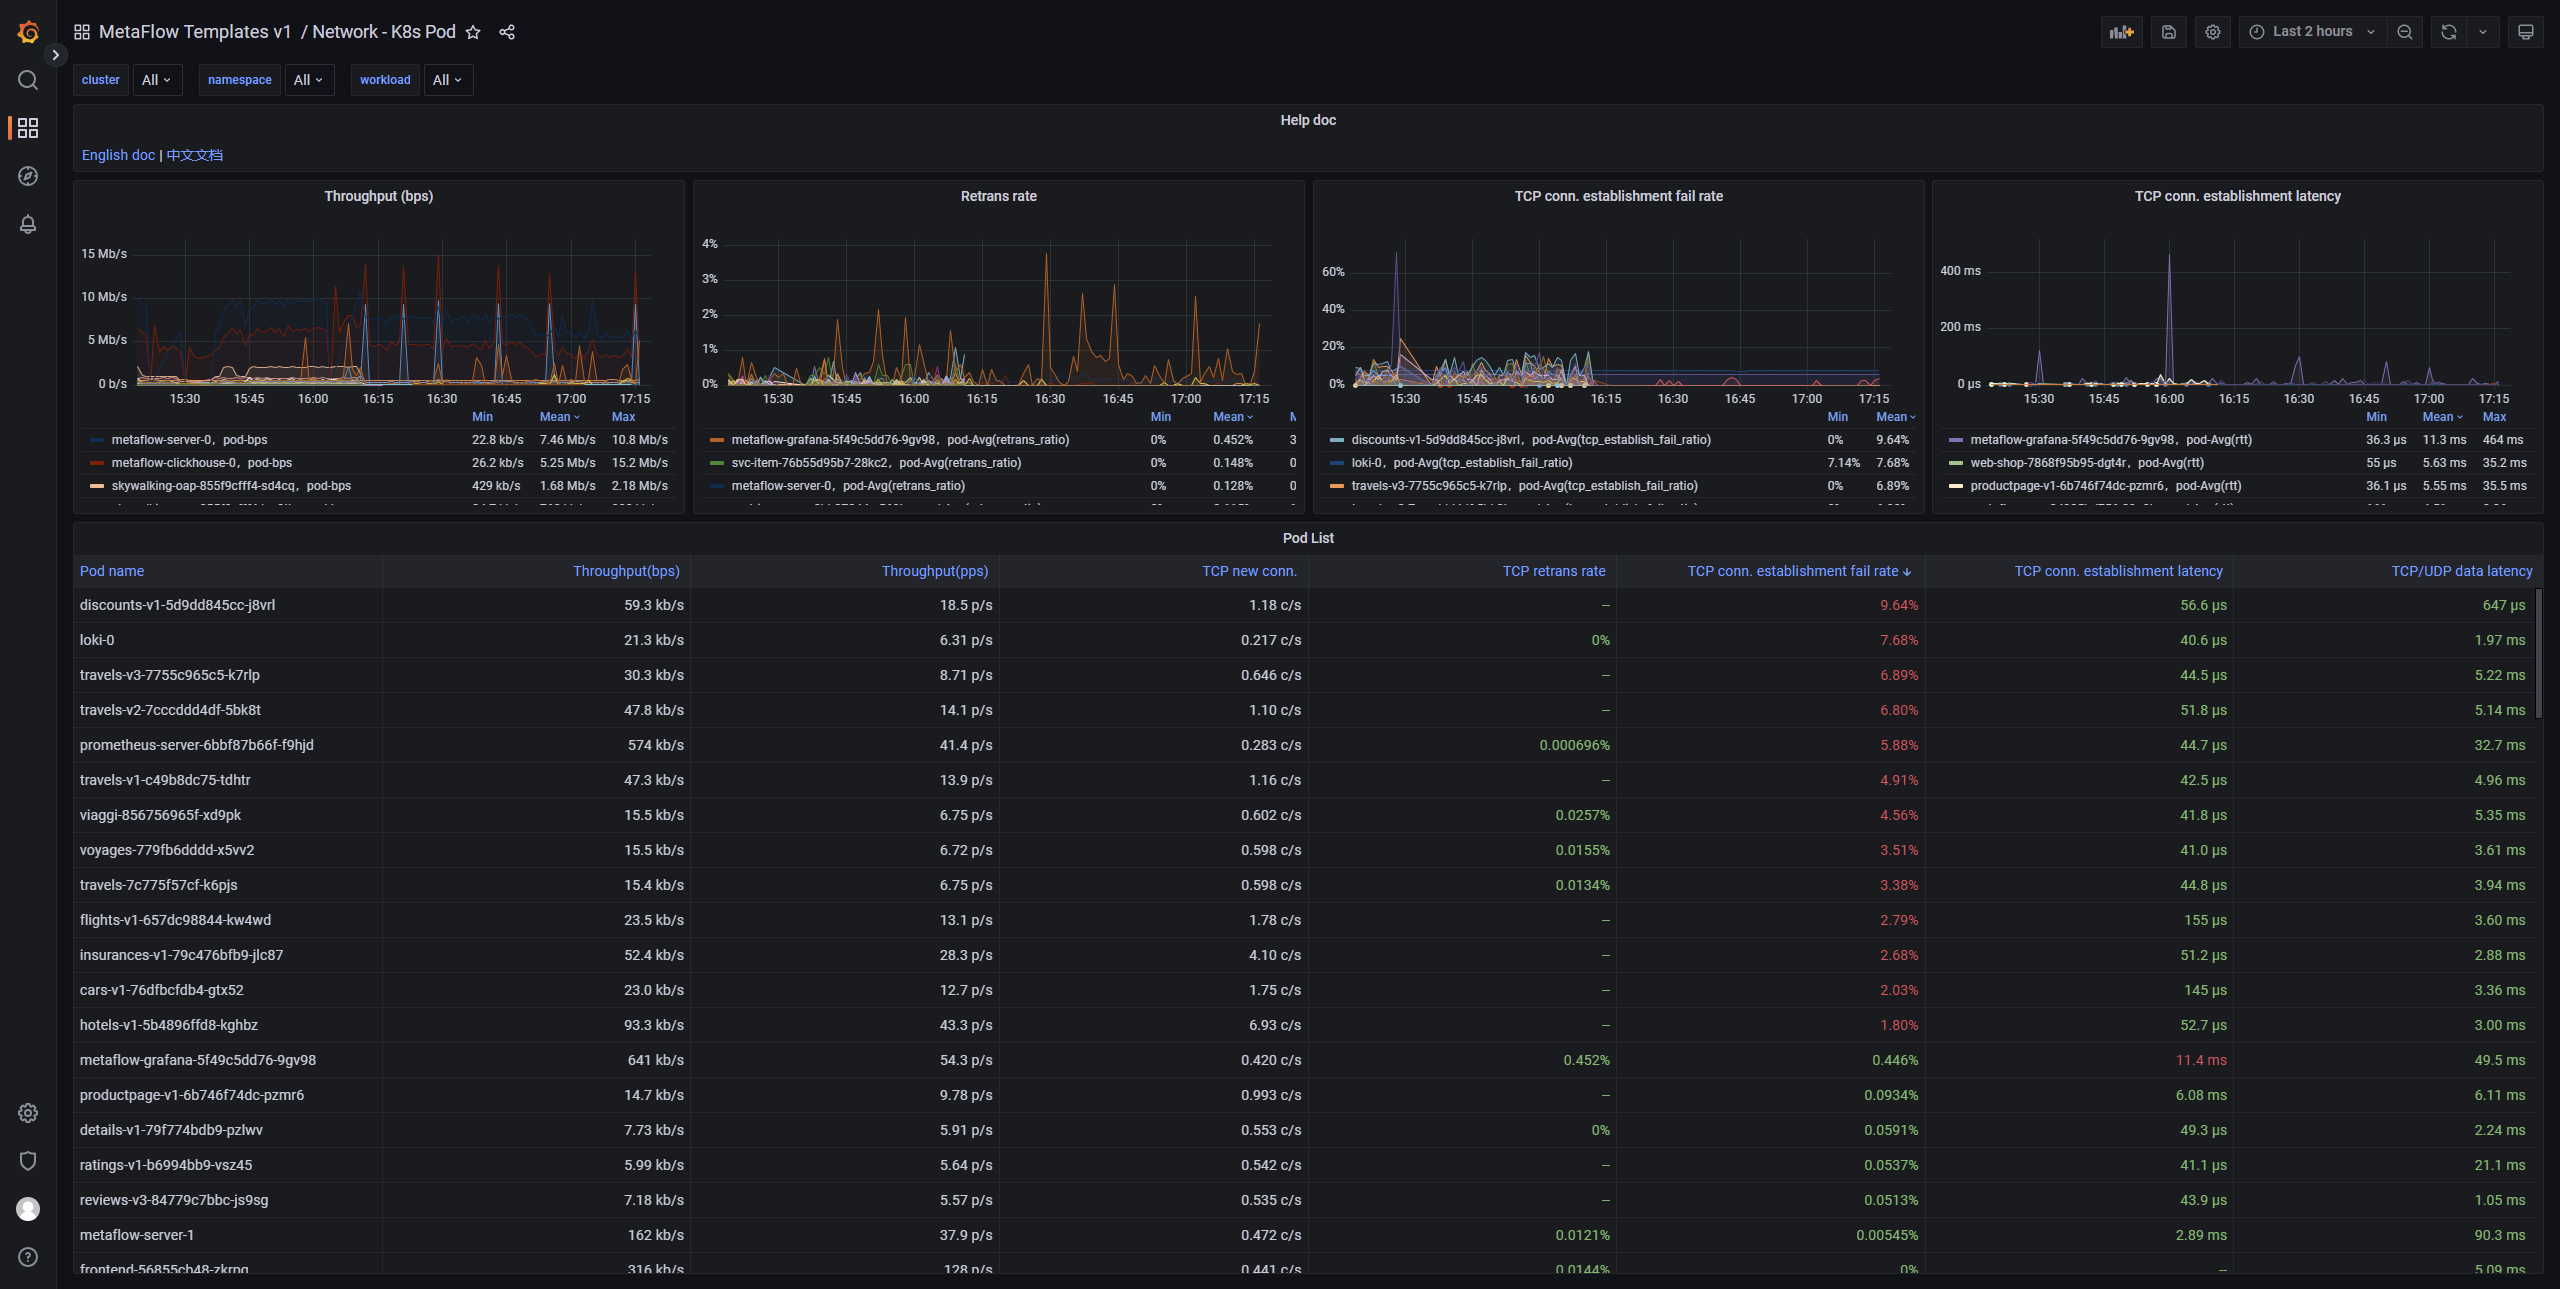 MetaFlow Templates v1 / Network - K8s Pod
Last 2 hours
cluster All namespace All workload All
Help doc
English doc | 中文文档
Throughput (bps)
15 Mb/s
10 Mb/s
5 Mb/s
0 b/s
15:30 15:45 16:00 16:15 16:30 16:45 17:00 17:15
Min Mean Max
metaflow-server-0, pod-bps 22.8 kb/s 7.46 Mb/s 10.8 Mb/s
metaflow-clickhouse-0, pod-bps 26.2 kb/s 5.25 Mb/s 15.2 Mb/s
skywalking-oap-855f9cfff4-sd4cq, pod-bps 429 kb/s 1.68 Mb/s 2.18 Mb/s
Retrans rate
4%
3%
2%
1%
0%
15:30 15:45 16:00 16:15 16:30 16:45 17:00 17:15
Min Mean
metaflow-grafana-5f49c5dd76-9gv98, pod-Avg(retrans_ratio) 0% 0.452% 3
svc-item-76b55d95b7-28kc2, pod-Avg(retrans_ratio) 0% 0.148% 0
metaflow-server-0, pod-Avg(retrans_ratio) 0% 0.128% 0
TCP conn. establishment fail rate
60%
40%
20%
0%
15:30 15:45 16:00 16:15 16:30 16:45 17:00 17:15
Min Mean
discounts-v1-5d9dd845cc-j8vrl, pod-Avg(tcp_establish_fail_ratio) 0% 9.64%
loki-0, pod-Avg(tcp_establish_fail_ratio) 7.14% 7.68%
travels-v3-7755c965c5-k7rlp, pod-Avg(tcp_establish_fail_ratio) 0% 6.89%
TCP conn. establishment latency
400 ms
200 ms
0 µs
15:30 15:45 16:00 16:15 16:30 16:45 17:00 17:15
Min Mean Max
metaflow-grafana-5f49c5dd76-9gv98, pod-Avg(rtt) 36.3 µs 11.3 ms 464 ms
web-shop-7868f95b95-dgt4r, pod-Avg(rtt) 55 µs 5.63 ms 35.2 ms
productpage-v1-6b746f74dc-pzmr6, pod-Avg(rtt) 36.1 µs 5.55 ms 35.5 ms
Pod List
Pod name Throughput(bps) Throughput(pps) TCP new conn. TCP retrans rate TCP conn. establishment fail rate TCP conn. establishment latency TCP/UDP data latency
discounts-v1-5d9dd845cc-j8vrl 59.3 kb/s 18.5 p/s 1.18 c/s -- 9.64% 56.6 µs 647 µs
loki-0 21.3 kb/s 6.31 p/s 0.217 c/s 0% 7.68% 40.6 µs 1.97 ms
travels-v3-7755c965c5-k7rlp 30.3 kb/s 8.71 p/s 0.646 c/s -- 6.89% 44.5 µs 5.22 ms
travels-v2-7cccddd4df-5bk8t 47.8 kb/s 14.1 p/s 1.10 c/s -- 6.80% 51.8 µs 5.14 ms
prometheus-server-6bbf87b66f-f9hjd 574 kb/s 41.4 p/s 0.283 c/s 0.000696% 5.88% 44.7 µs 32.7 ms
travels-v1-c49b8dc75-tdhtr 47.3 kb/s 13.9 p/s 1.16 c/s -- 4.91% 42.5 µs 4.96 ms
viaggi-856756965f-xd9pk 15.5 kb/s 6.75 p/s 0.602 c/s 0.0257% 4.56% 41.8 µs 5.35 ms
voyages-779fb6dddd-x5vv2 15.5 kb/s 6.72 p/s 0.598 c/s 0.0155% 3.51% 41.0 µs 3.61 ms
travels-7c775f57cf-k6pjs 15.4 kb/s 6.75 p/s 0.598 c/s 0.0134% 3.38% 44.8 µs 3.94 ms
flights-v1-657dc98844-kw4wd 23.5 kb/s 13.1 p/s 1.78 c/s -- 2.79% 155 µs 3.60 ms
insurances-v1-79c476bfb9-jlc87 52.4 kb/s 28.3 p/s 4.10 c/s -- 2.68% 51.2 µs 2.88 ms
cars-v1-76dfbcfdb4-gtx52 23.0 kb/s 12.7 p/s 1.75 c/s -- 2.03% 145 µs 3.36 ms
hotels-v1-5b4896ffd8-kghbz 93.3 kb/s 43.3 p/s 6.93 c/s -- 1.80% 52.7 µs 3.00 ms
metaflow-grafana-5f49c5dd76-9gv98 641 kb/s 54.3 p/s 0.420 c/s 0.452% 0.446% 11.4 ms 49.5 ms
productpage-v1-6b746f74dc-pzmr6 14.7 kb/s 9.78 p/s 0.993 c/s -- 0.0934% 6.08 ms 6.11 ms
details-v1-79f774bdb9-pzlwv 7.73 kb/s 5.91 p/s 0.553 c/s 0% 0.0591% 49.3 µs 2.24 ms
ratings-v1-b6994bb9-vsz45 5.99 kb/s 5.64 p/s 0.542 c/s -- 0.0537% 41.1 µs 21.1 ms
reviews-v3-84779c7bbc-js9sg 7.18 kb/s 5.57 p/s 0.535 c/s -- 0.0513% 43.9 µs 1.05 ms
metaflow-server-1 162 kb/s 37.9 p/s 0.472 c/s 0.0121% 0.00545% 2.89 ms 90.3 ms
frontend-56855cb48-zkrnq 316 kb/s 128 p/s 0.441 c/s 0.0144% 0% -- 5.09 ms